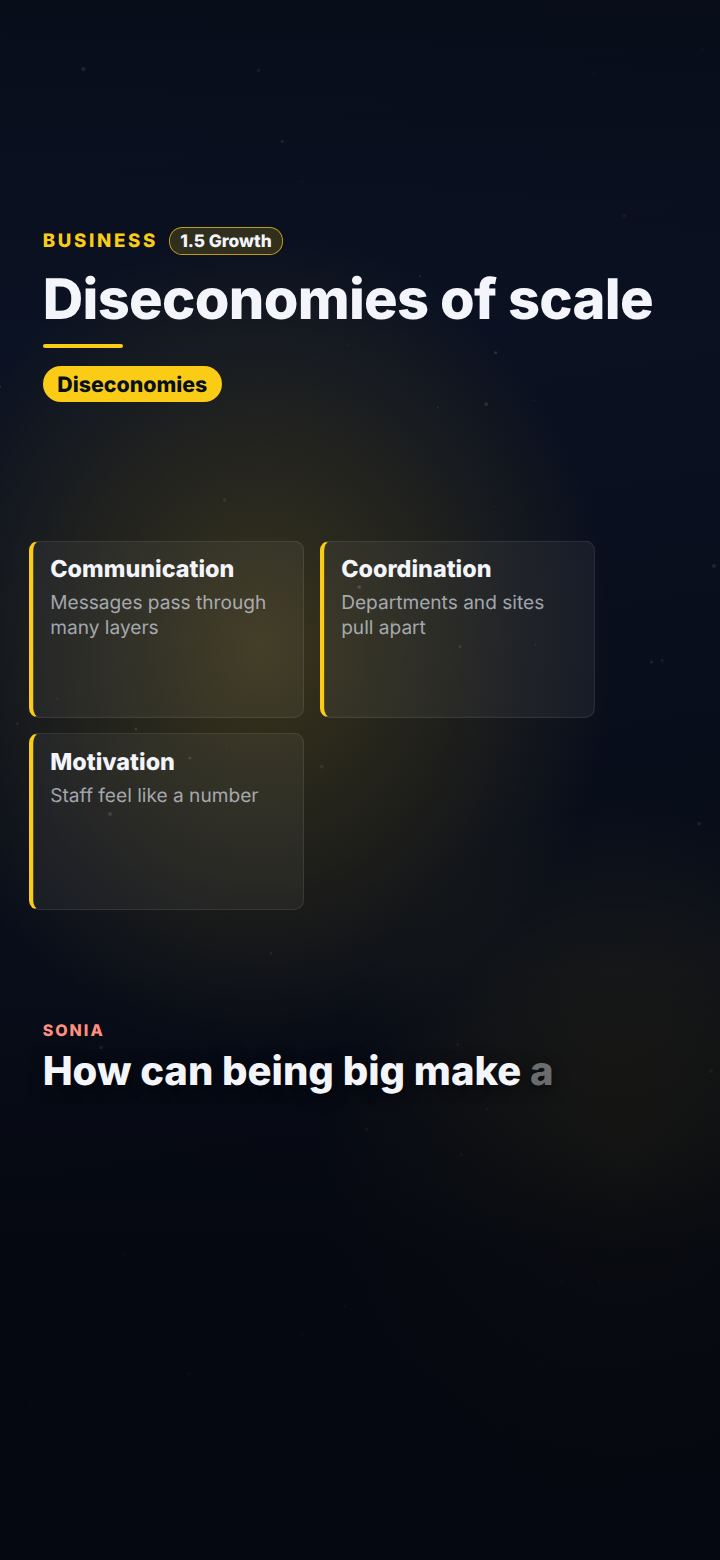 BUSINESS 1.5 Growth
Diseconomies of scale
Diseconomies
Communication
Messages pass through
many layers
Coordination
Departments and sites
pull apart
Motivation
Staff feel like a number
SONIA
How can being big make a